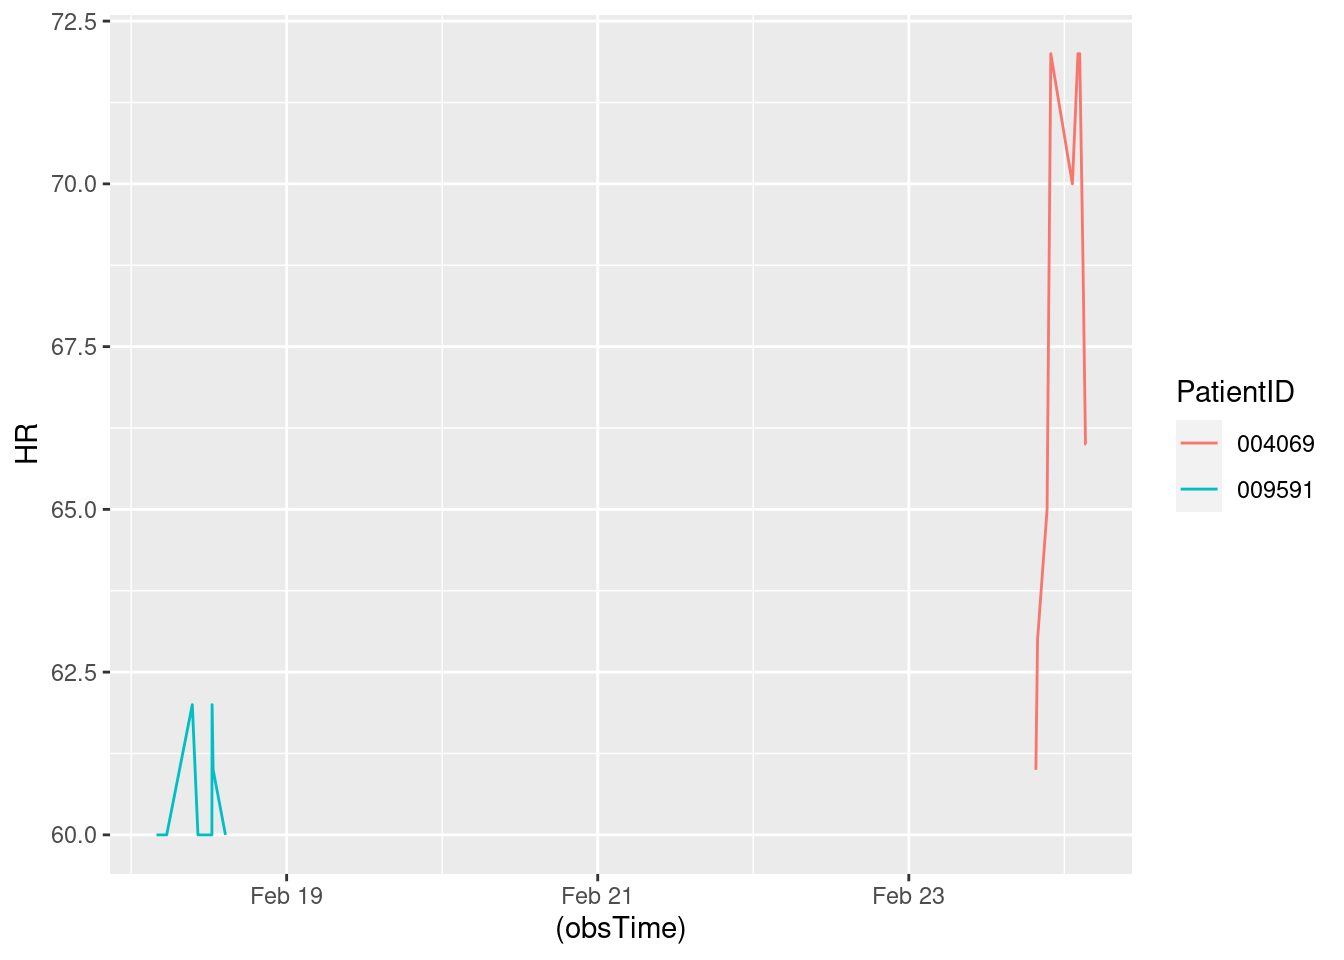 72.5
70.0
67.5
65.0
62.5
60.0
HR
Feb 19
Feb 21
Feb 23
(obsTime)
PatientID
004069
009591